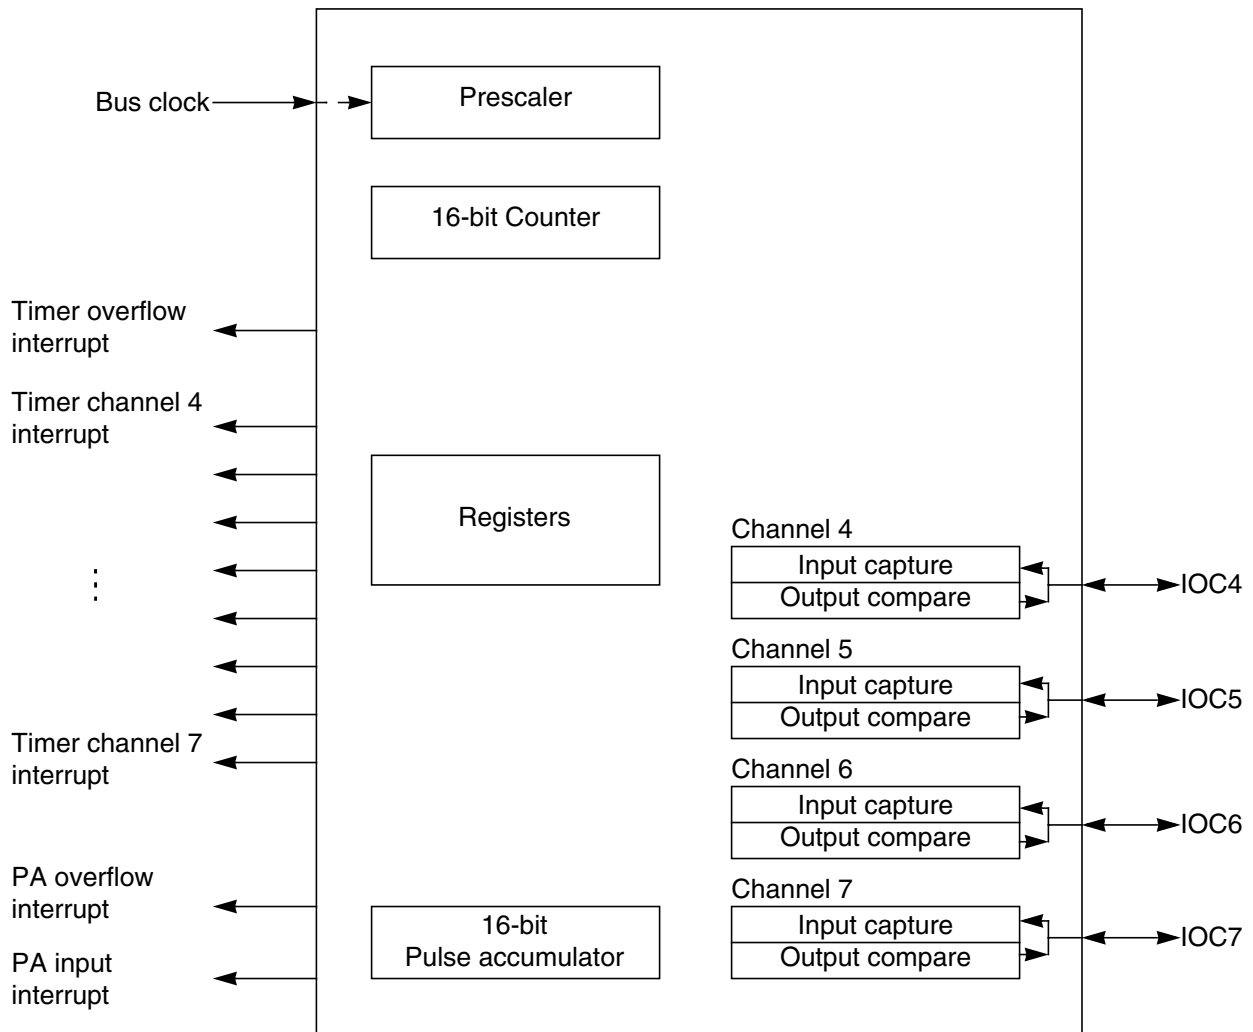 Prescaler
Bus clock
16-bit Counter
Timer overflow
interrupt
Timer channel 4
interrupt
Registers
Channel 4
Input capture
Output compare
IOC4
Channel 5
Input capture
Output compare
IOC5
Timer channel 7
interrupt
Channel 6
Input capture
Output compare
IOC6
PA overflow
interrupt
Channel 7
16-bit
Pulse accumulator
Input capture
Output compare
IOC7
PA input
interrupt